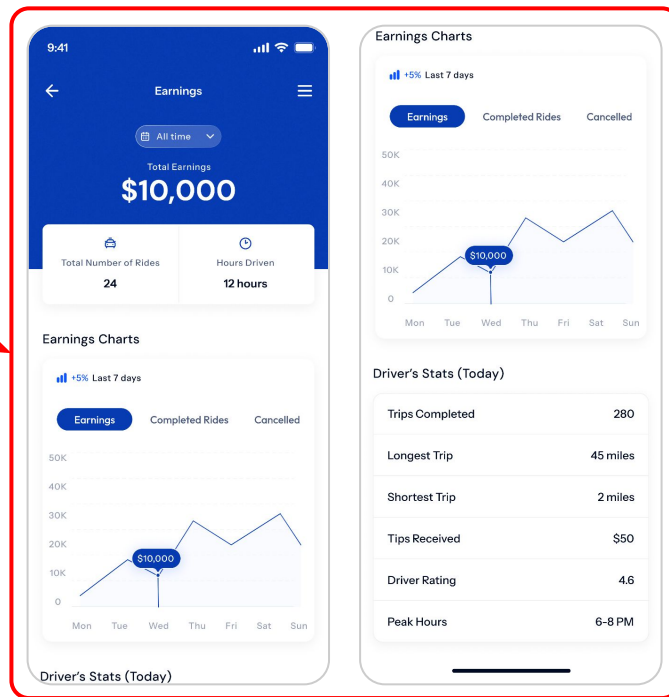 9:41
Earnings
All time
Total Earnings
$10,000
Total Number of Rides
24
Hours Driven
12 hours
Earnings Charts
+5% Last 7 days
Earnings Completed Rides Cancelled
50K
40K
30K
20K
10K
0
$10,000
Mon Tue Wed Thu Fri Sat Sun
Driver's Stats (Today)
Earnings Charts
+5% Last 7 days
Earnings Completed Rides Cancelled
50K
40K
30K
20K
10K
0
$10,000
Mon Tue Wed Thu Fri Sat Sun
Driver's Stats (Today)
Trips Completed 280
Longest Trip 45 miles
Shortest Trip 2 miles
Tips Received $50
Driver Rating 4.6
Peak Hours 6-8 PM